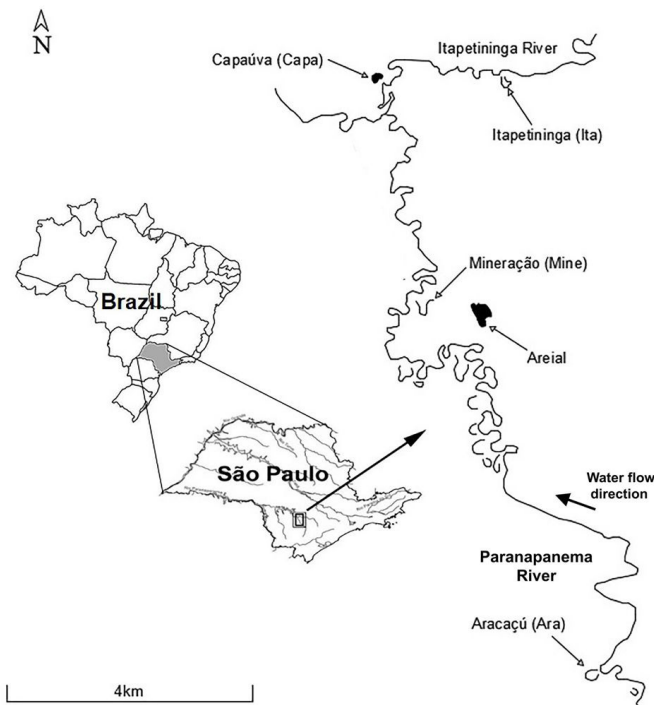 N
Capaúva (Capa)
Itapetininga River
Itapetininga (Ita)
Mineração (Mine)
Brazil
Areial
São Paulo
Water flow
direction
Paranapanema
River
Aracaçú (Ara)
4km